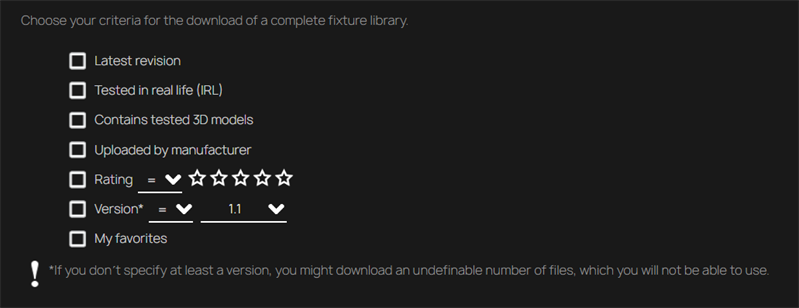 Choose your criteria for the download of a complete fixture library.
Latest revision
Tested in real life (IRL)
Contains tested 3D models
Uploaded by manufacturer
Rating = ☆☆☆☆☆
Version* = 1.1
My favorites
*If you don't specify at least a version, you might download an undefinable number of files, which you will not be able to use.